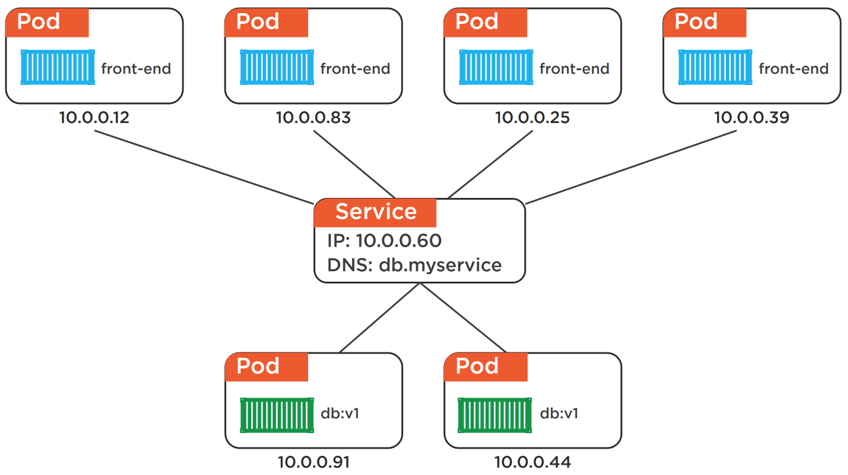 Pod
Pod
Pod
Pod
front-end
front-end
front-end
front-end
10.0.0.12
10.0.0.83
10.0.0.25
10.0.0.39
Service
IP: 10.0.0.60
DNS: db.myservice
Pod
Pod
db:v1
db:v1
10.0.0.91
10.0.0.44